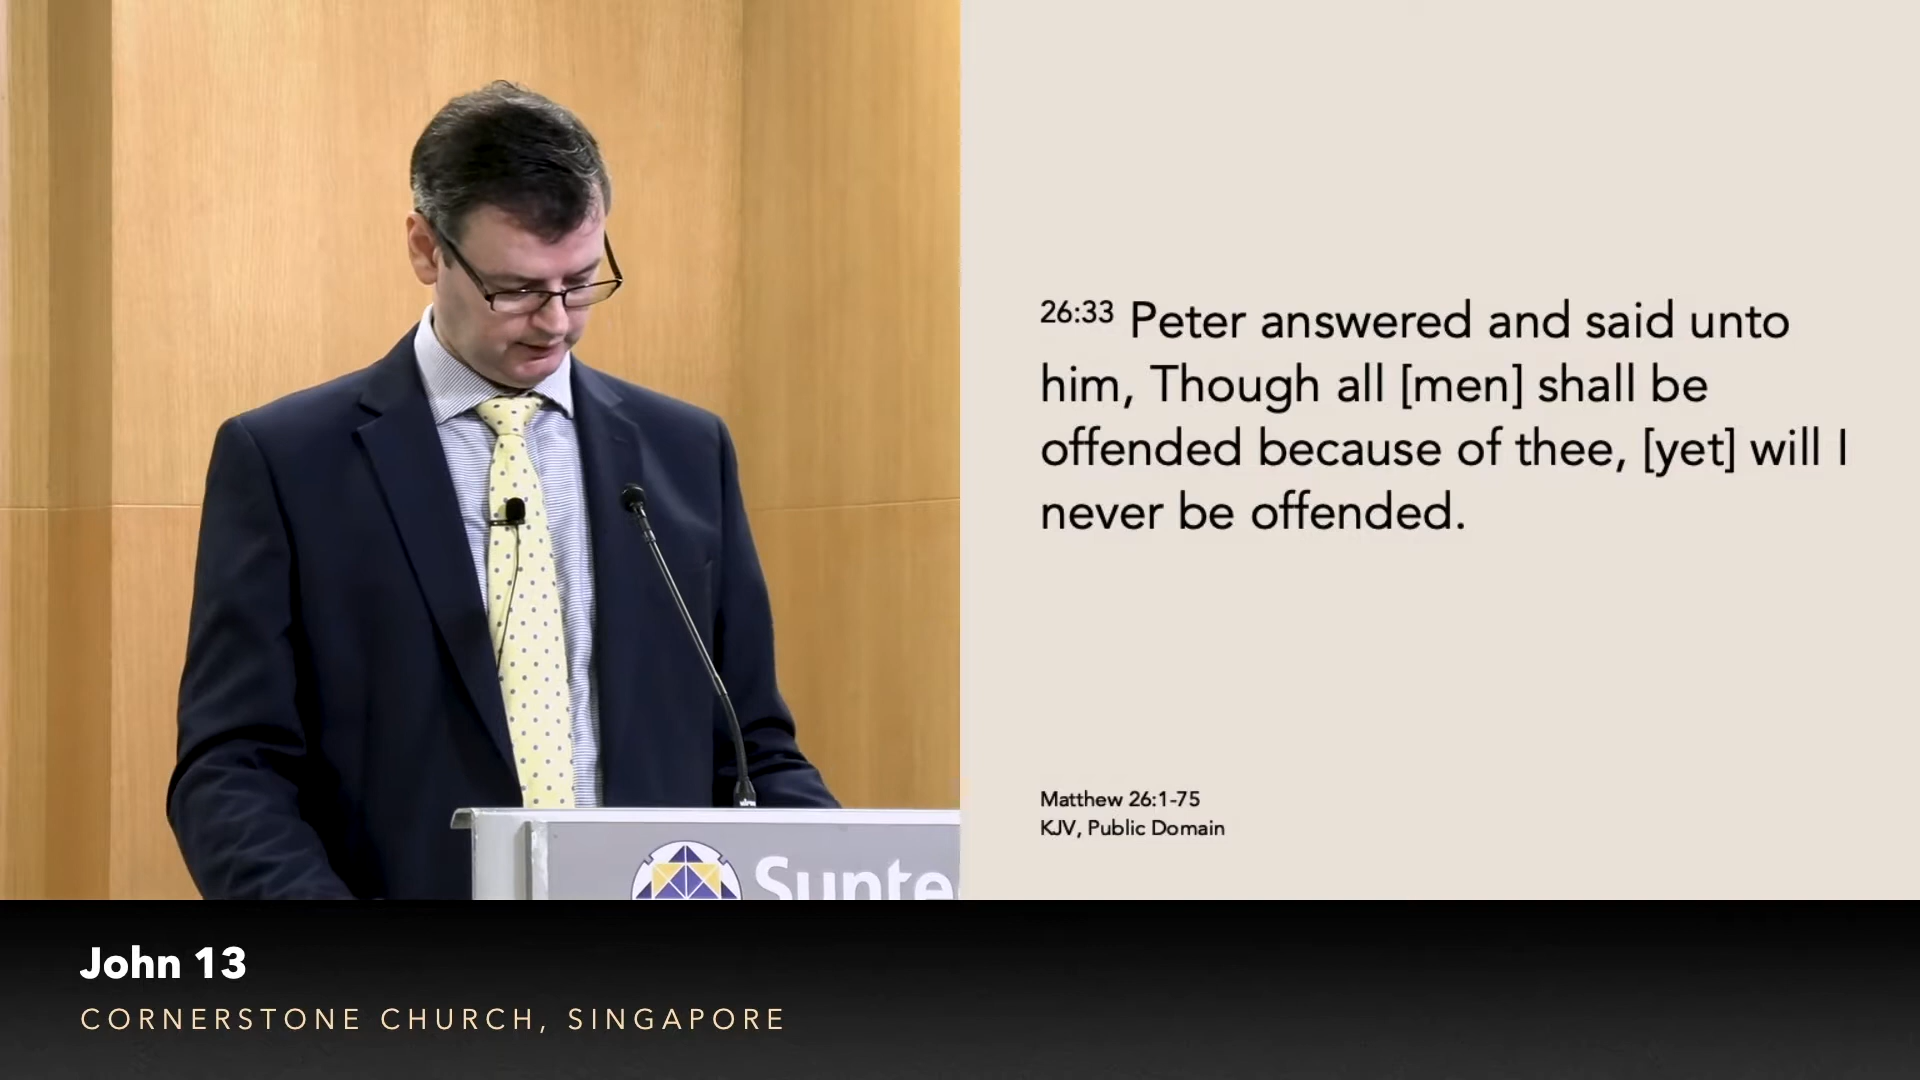 26:33 Peter answered and said unto
him, Though all [men] shall be
offended because of thee, [yet] will I
never be offended.
Matthew 26:1-75
KJV, Public Domain
Sunte
John 13
CORNERSTONE CHURCH, SINGAPORE